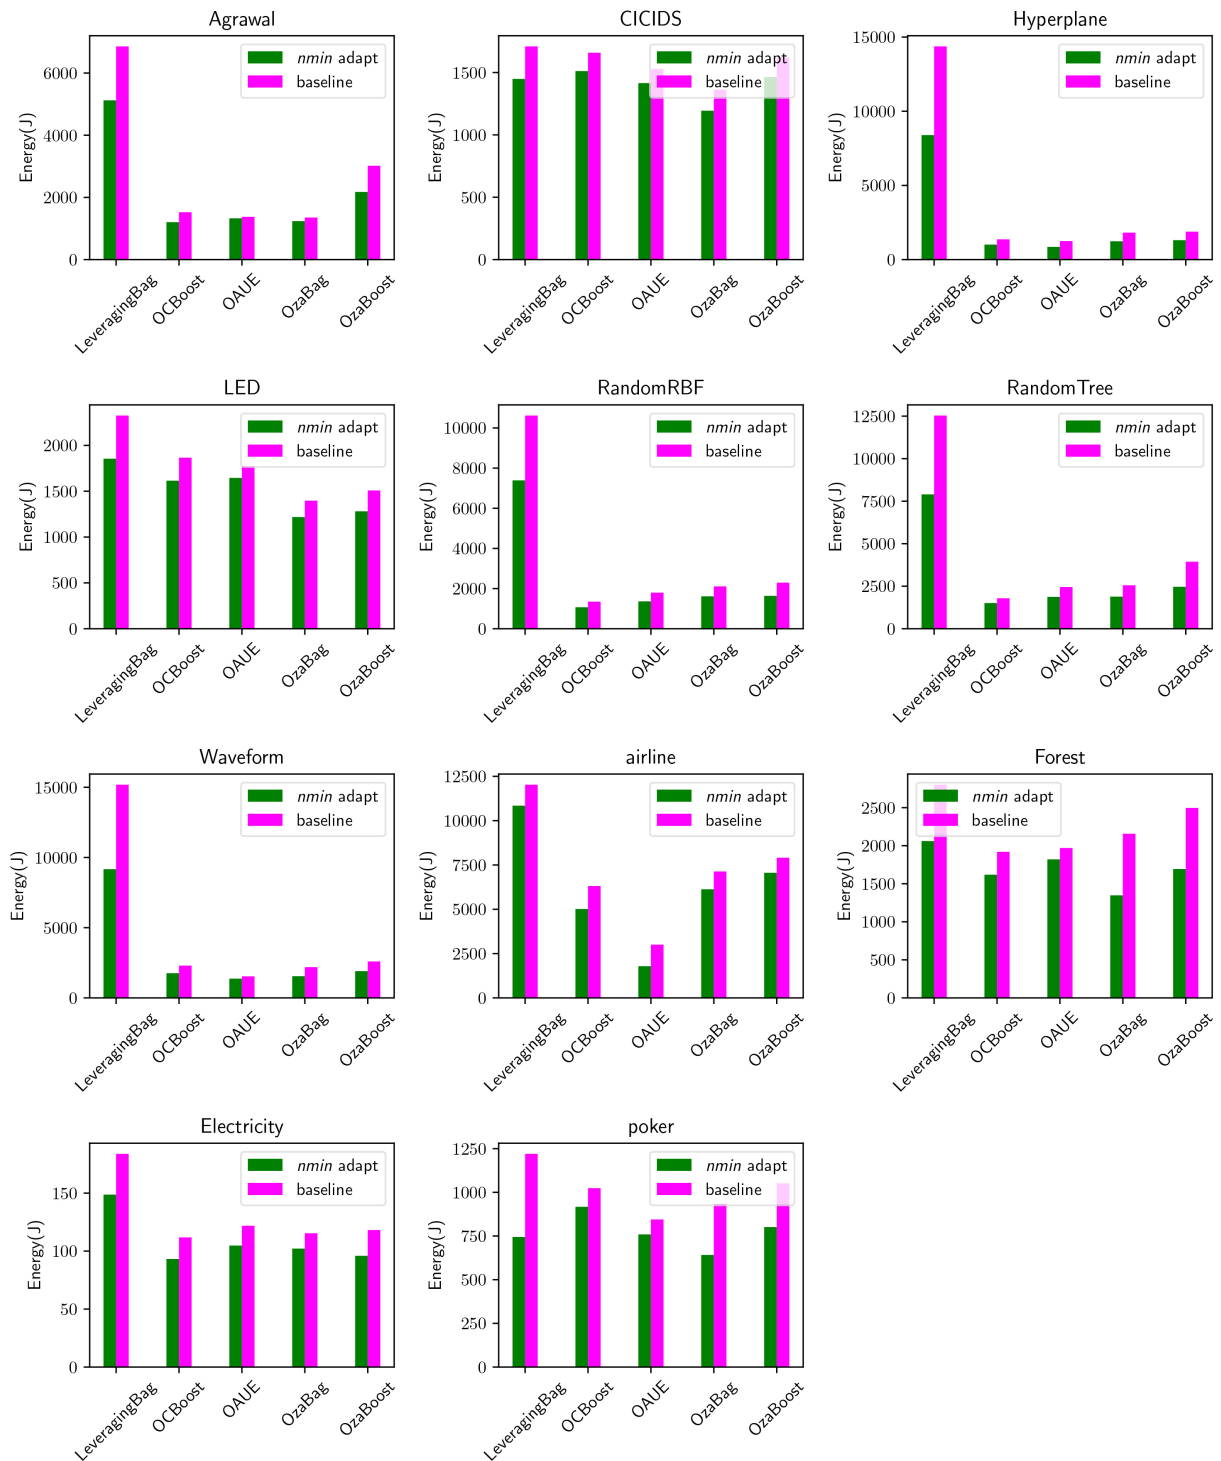 Agrawal
Energy(J)
6000
4000
2000
0
nmin adapt
baseline
LeveragingBag
OCBoost
OAUE
OzaBag
OzaBoost
CICIDS
Energy(J)
1500
1000
500
0
nmin adapt
baseline
LeveragingBag
OCBoost
OAUE
OzaBag
OzaBoost
Hyperplane
Energy(J)
15000
10000
5000
0
nmin adapt
baseline
LeveragingBag
OCBoost
OAUE
OzaBag
OzaBoost
LED
Energy(J)
2000
1500
1000
500
0
nmin adapt
baseline
LeveragingBag
OCBoost
OAUE
OzaBag
OzaBoost
RandomRBF
Energy(J)
10000
8000
6000
4000
2000
0
nmin adapt
baseline
LeveragingBag
OCBoost
OAUE
OzaBag
OzaBoost
RandomTree
Energy(J)
12500
10000
7500
5000
2500
0
nmin adapt
baseline
LeveragingBag
OCBoost
OAUE
OzaBag
OzaBoost
Waveform
Energy(J)
15000
10000
5000
0
nmin adapt
baseline
LeveragingBag
OCBoost
OAUE
OzaBag
OzaBoost
airline
Energy(J)
12500
10000
7500
5000
2500
0
nmin adapt
baseline
LeveragingBag
OCBoost
OAUE
OzaBag
OzaBoost
Forest
Energy(J)
2500
2000
1500
1000
500
0
nmin adapt
baseline
LeveragingBag
OCBoost
OAUE
OzaBag
OzaBoost
Electricity
Energy(J)
150
100
50
0
nmin adapt
baseline
LeveragingBag
OCBoost
OAUE
OzaBag
OzaBoost
poker
Energy(J)
1250
1000
750
500
250
0
nmin adapt
baseline
LeveragingBag
OCBoost
OAUE
OzaBag
OzaBoost